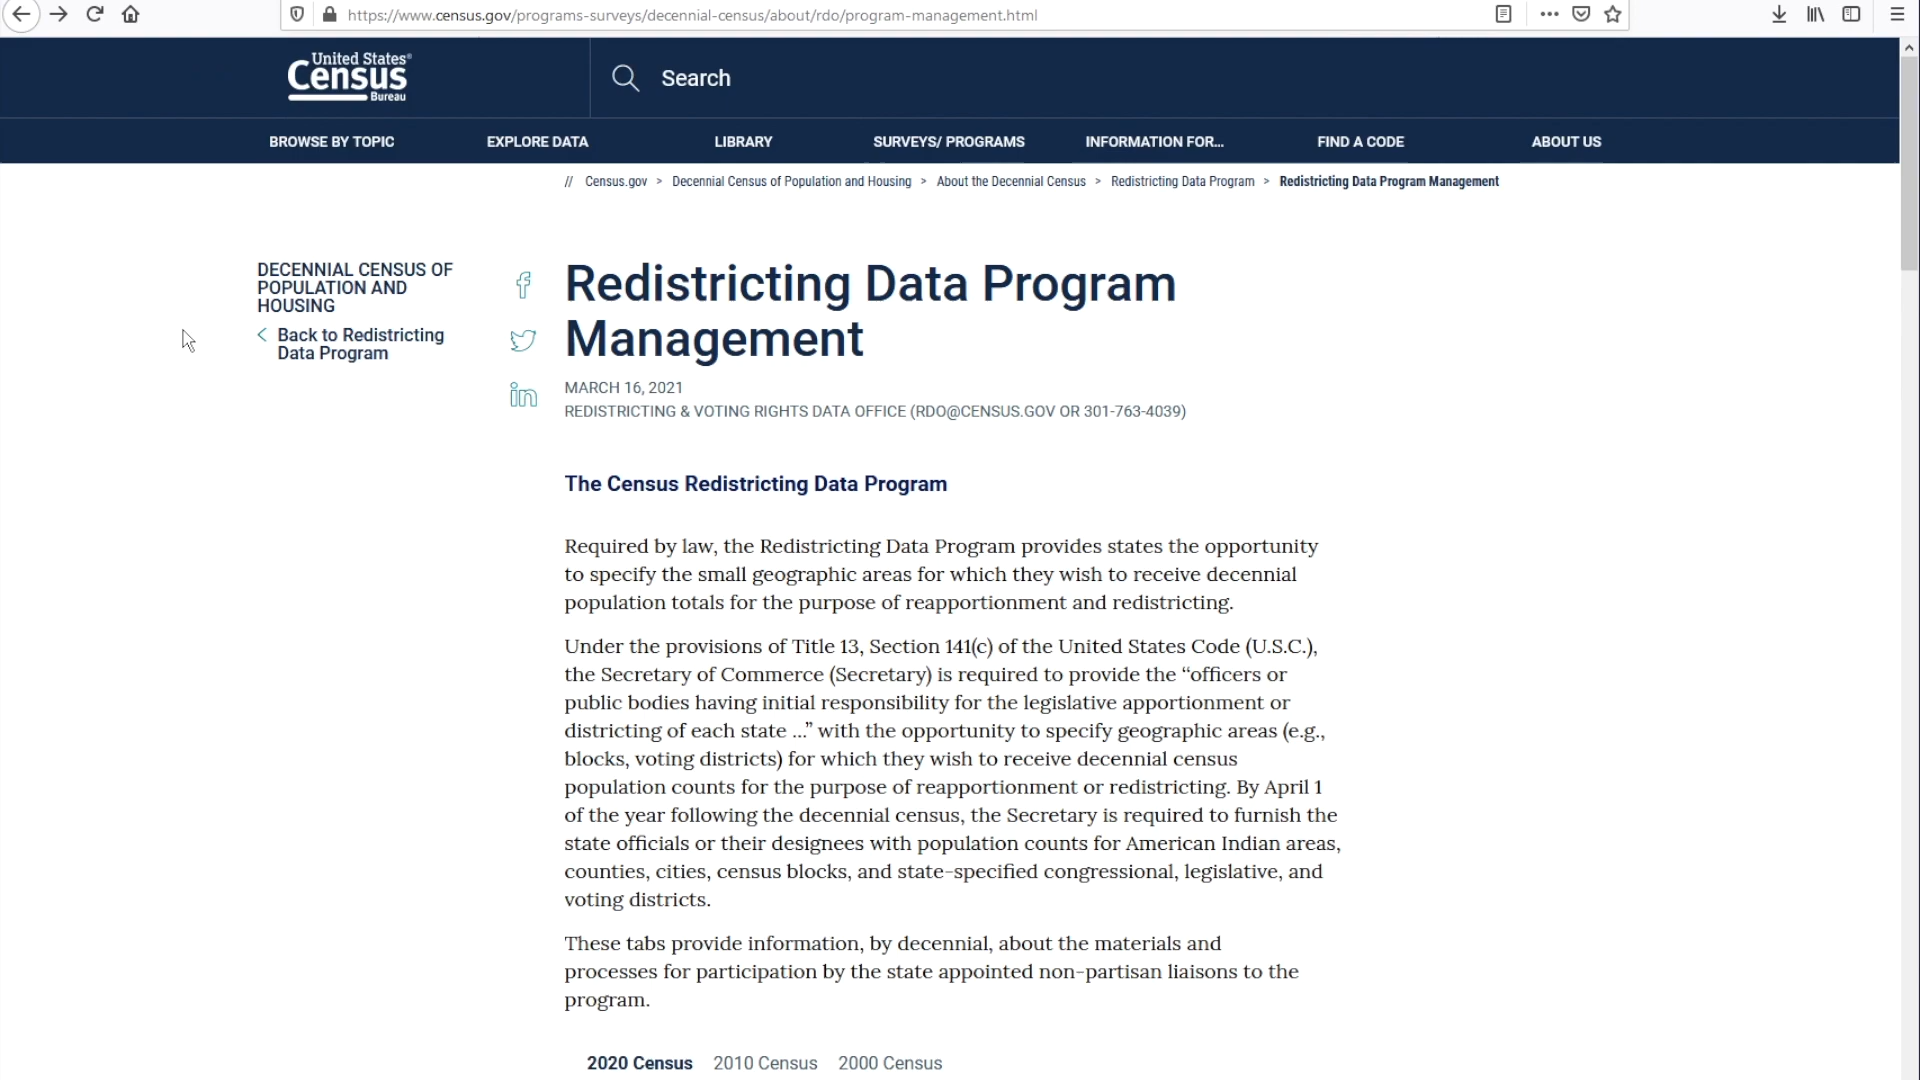 https://www.census.gov/programs-surveys/decennial-census/about/rdo/program-management.html
United States®
Census
Bureau
Search
BROWSE BY TOPIC
EXPLORE DATA
LIBRARY
SURVEYS/ PROGRAMS
INFORMATION FOR...
FIND A CODE
ABOUT US
// Census.gov > Decennial Census of Population and Housing > About the Decennial Census > Redistricting Data Program > Redistricting Data Program Management
DECENNIAL CENSUS OF
POPULATION AND
HOUSING
< Back to Redistricting
Data Program
Redistricting Data Program
Management
MARCH 16, 2021
REDISTRICTING & VOTING RIGHTS DATA OFFICE (RDO@CENSUS.GOV OR 301-763-4039)
The Census Redistricting Data Program
Required by law, the Redistricting Data Program provides states the opportunity
to specify the small geographic areas for which they wish to receive decennial
population totals for the purpose of reapportionment and redistricting.
Under the provisions of Title 13, Section 141(c) of the United States Code (U.S.C.),
the Secretary of Commerce (Secretary) is required to provide the “officers or
public bodies having initial responsibility for the legislative apportionment or
districting of each state ...” with the opportunity to specify geographic areas (e.g.,
blocks, voting districts) for which they wish to receive decennial census
population counts for the purpose of reapportionment or redistricting. By April 1
of the year following the decennial census, the Secretary is required to furnish the
state officials or their designees with population counts for American Indian areas,
counties, cities, census blocks, and state-specified congressional, legislative, and
voting districts.
These tabs provide information, by decennial, about the materials and
processes for participation by the state appointed non-partisan liaisons to the
program.
2020 Census 2010 Census 2000 Census